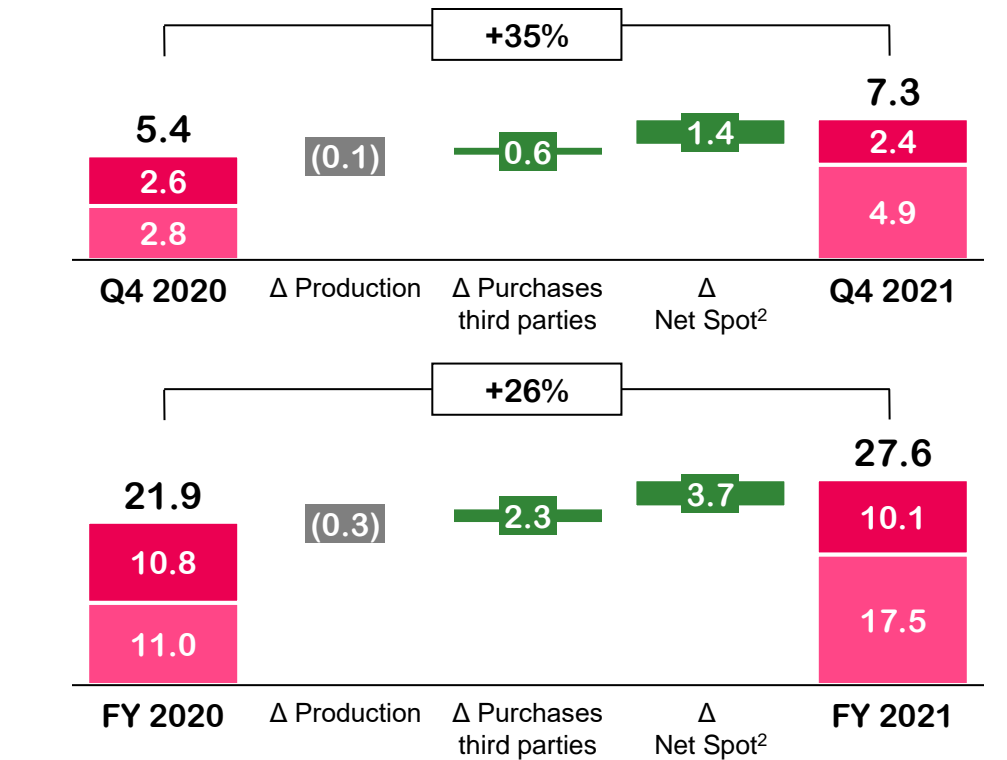 +35%
7.3
5.4
(0.1)
0.6
1.4
2.4
2.6
2.8
4.9
Q4 2020
Δ Production
Δ Purchases
third parties
Δ
Net Spot²
Q4 2021
+26%
27.6
21.9
(0.3)
2.3
3.7
10.1
10.8
11.0
17.5
FY 2020
Δ Production
Δ Purchases
third parties
Δ
Net Spot²
FY 2021